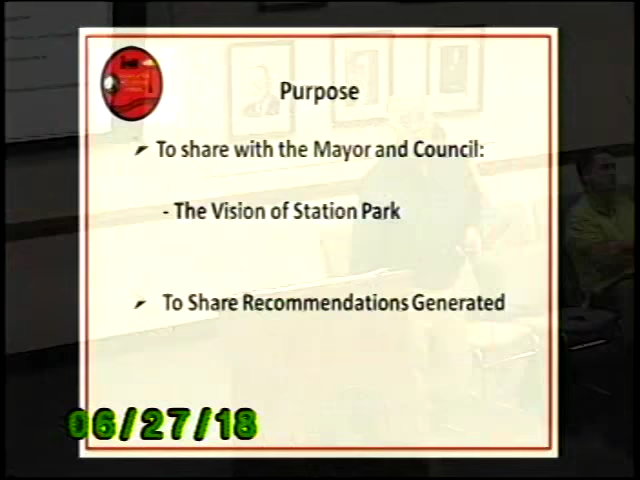 Purpose
➢ To share with the Mayor and Council:
- The Vision of Station Park
➢ To Share Recommendations Generated
06/27/18